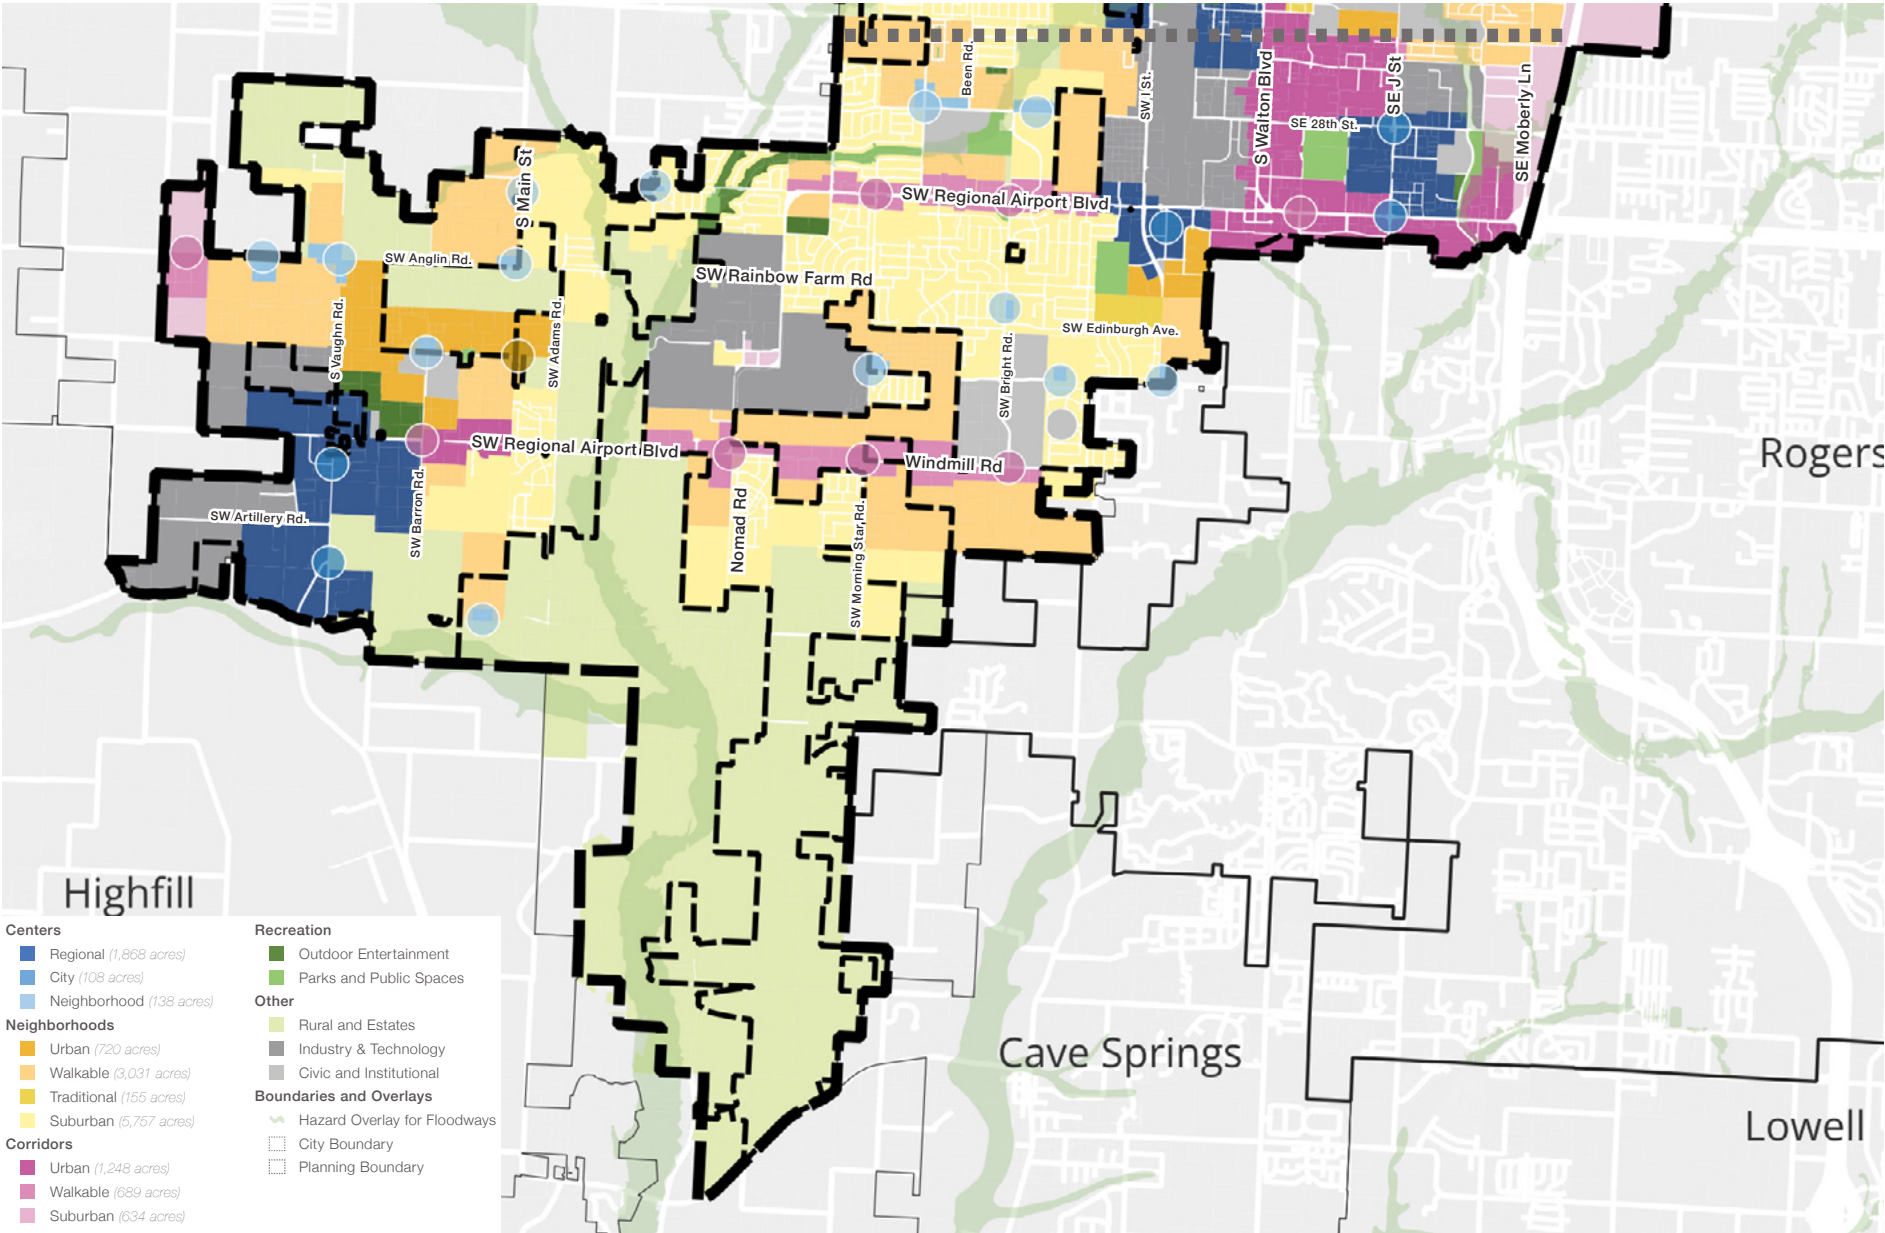 Been Rd.
SW I St.
S Walton Blvd
SE J St
SE Moberly Ln
SE 28th St.
S Main St
SW Regional Airport Blvd
SW Anglin Rd.
SW Rainbow Farm Rd
S Vaughn Rd.
SW Adams Rd.
SW Edinburgh Ave.
SW Bright Rd.
SW Regional Airport Blvd
Windmill Rd
Rogers
SW Barron Rd.
SW Artillery Rd.
Nomad Rd
SW Morning Star Rd.
Highfill
Cave Springs
Lowell
Centers
Regional (1,868 acres)
City (108 acres)
Neighborhood (138 acres)
Neighborhoods
Urban (720 acres)
Walkable (3,031 acres)
Traditional (155 acres)
Suburban (5,757 acres)
Corridors
Urban (1,248 acres)
Walkable (689 acres)
Suburban (634 acres)
Recreation
Outdoor Entertainment
Parks and Public Spaces
Other
Rural and Estates
Industry & Technology
Civic and Institutional
Boundaries and Overlays
Hazard Overlay for Floodways
City Boundary
Planning Boundary